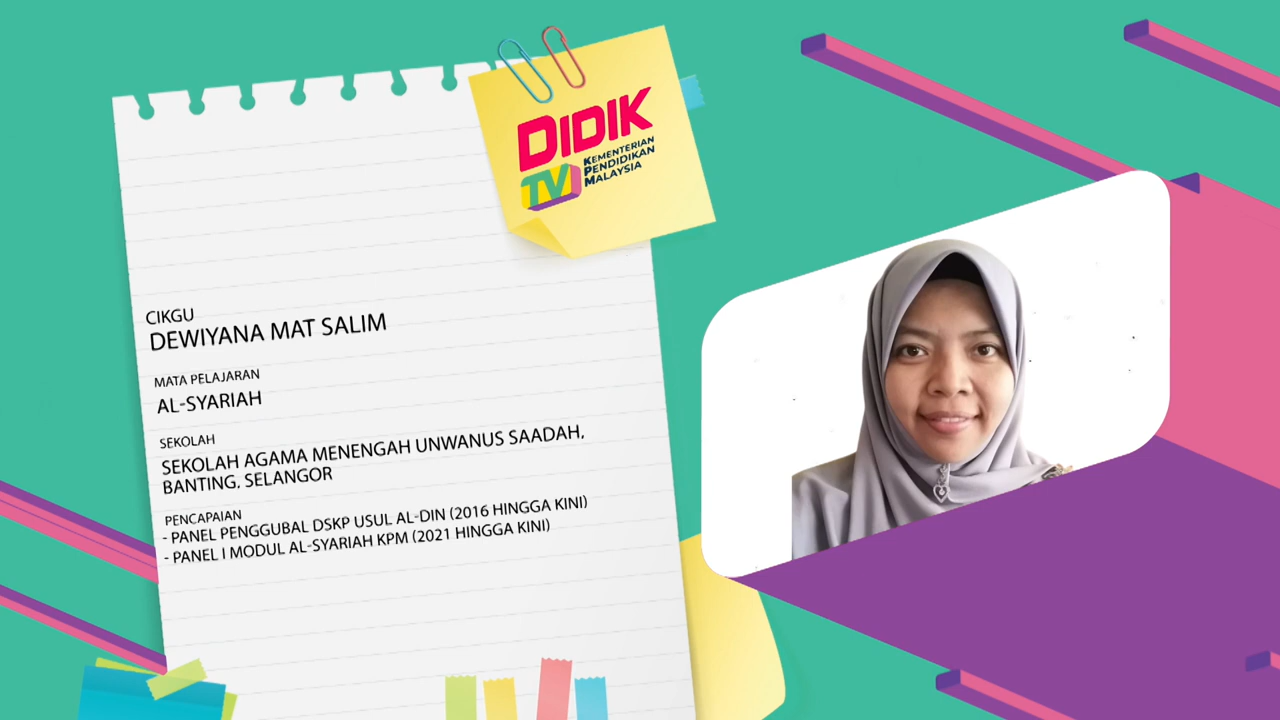 DIDIK
TV
KEMENTERIAN
PENDIDIKAN
MALAYSIA
CIKGU
DEWIYANA MAT SALIM
MATA PELAJARAN
AL-SYARIAH
SEKOLAH
SEKOLAH AGAMA MENENGAH UNWANUS SAADAH,
BANTING, SELANGOR
PENCAPAIAN
- PANEL PENGGUBAL DSKP USUL AL-DIN (2016 HINGGA KINI)
- PANEL I MODUL AL-SYARIAH KPM (2021 HINGGA KINI)